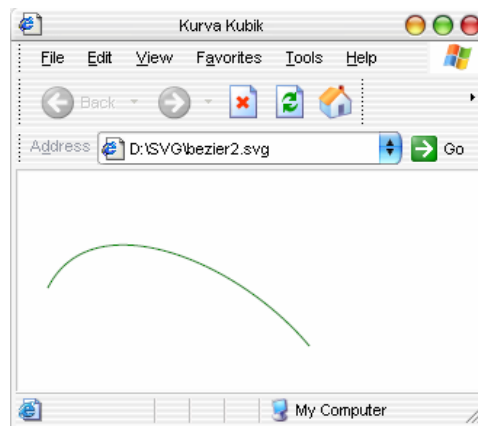 Kurva Kubik
File Edit View Favorites Tools Help
Back
Address D:\SVG\bezier2.svg Go
My Computer